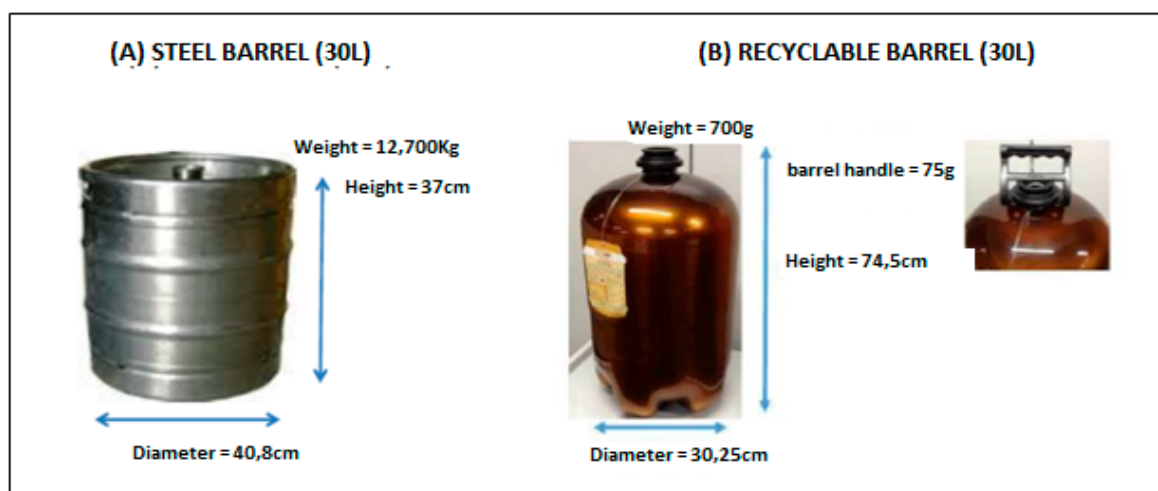 (A) STEEL BARREL (30L)
Weight = 12,700Kg
Height = 37cm
Diameter = 40,8cm
(B) RECYCLABLE BARREL (30L)
Weight = 700g
barrel handle = 75g
Height = 74,5cm
Diameter = 30,25cm